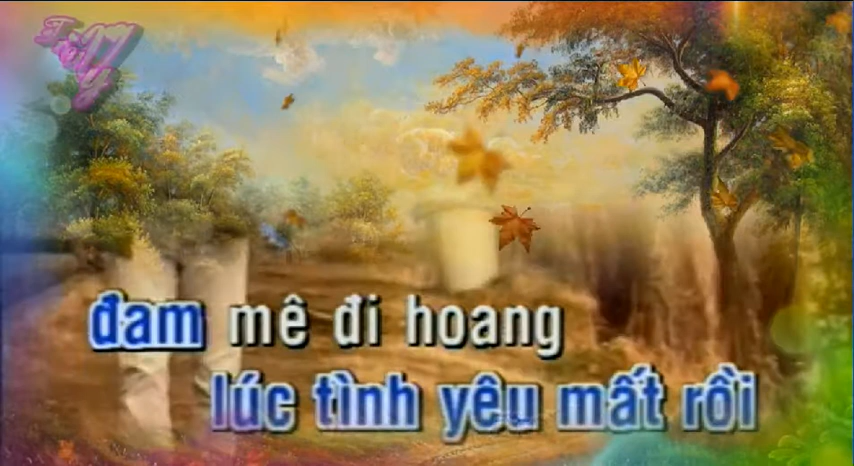 đam mê đi hoang
lúc tình yêu mất rồi